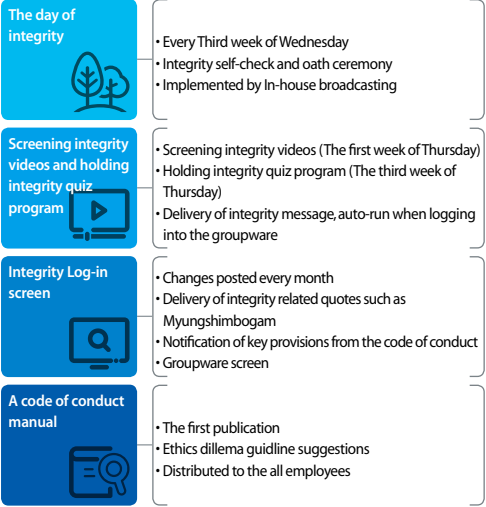 The day of
integrity
• Every Third week of Wednesday
• Integrity self-check and oath ceremony
• Implemented by In-house broadcasting
Screening integrity
videos and holding
integrity quiz
program
• Screening integrity videos (The first week of Thursday)
• Holding integrity quiz program (The third week of
Thursday)
• Delivery of integrity message, auto-run when logging
into the groupware
Integrity Log-in
screen
• Changes posted every month
• Delivery of integrity related quotes such as
Myungshimbogam
• Notification of key provisions from the code of conduct
• Groupware screen
A code of conduct
manual
• The first publication
• Ethics dillema guidline suggestions
• Distributed to the all employees